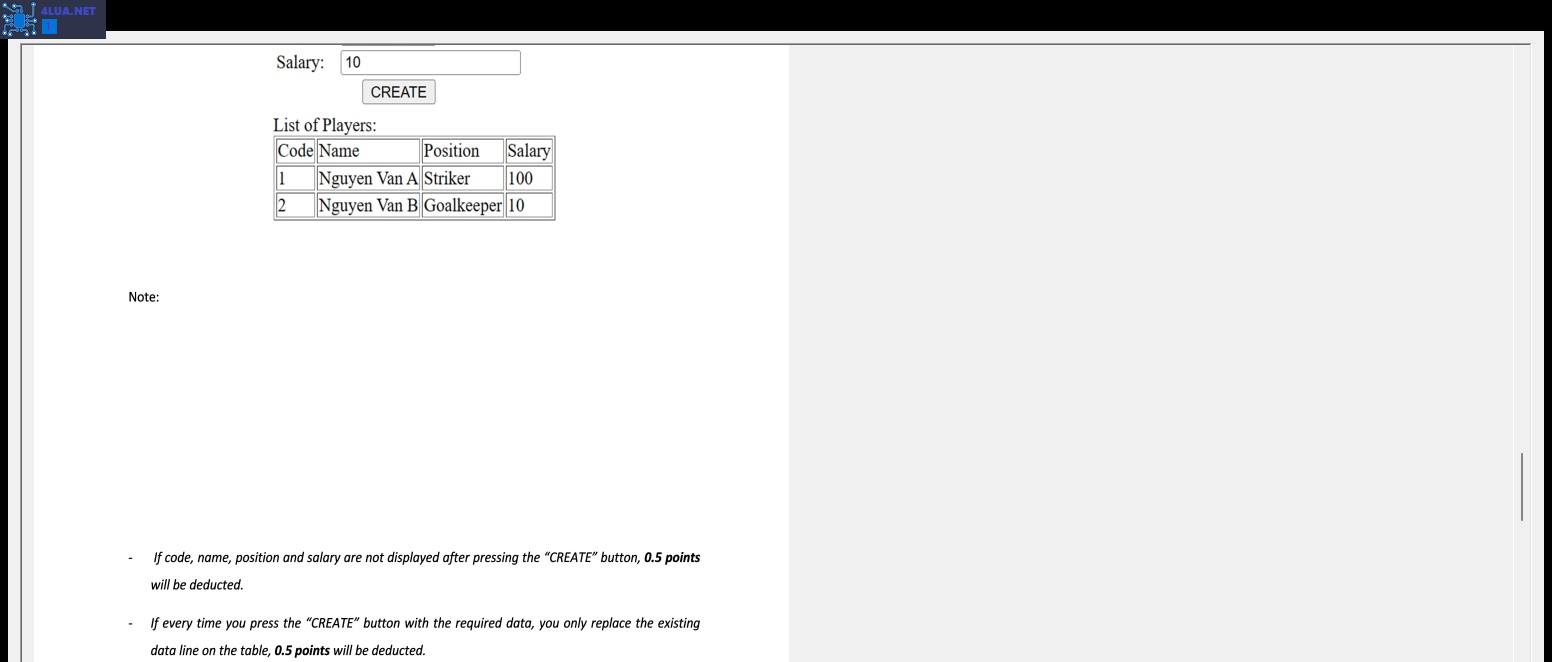 4LUA.NET
1
Salary: 10
CREATE
List of Players:
Code Name Position Salary
1 Nguyen Van A Striker 100
2 Nguyen Van B Goalkeeper 10
Note:
- If code, name, position and salary are not displayed after pressing the “CREATE” button, 0.5 points
will be deducted.
- If every time you press the “CREATE” button with the required data, you only replace the existing
data line on the table, 0.5 points will be deducted.